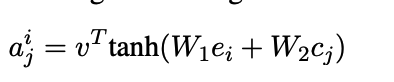 a_j^i = v^T tanh(W_1 e_i + W_2 c_j)